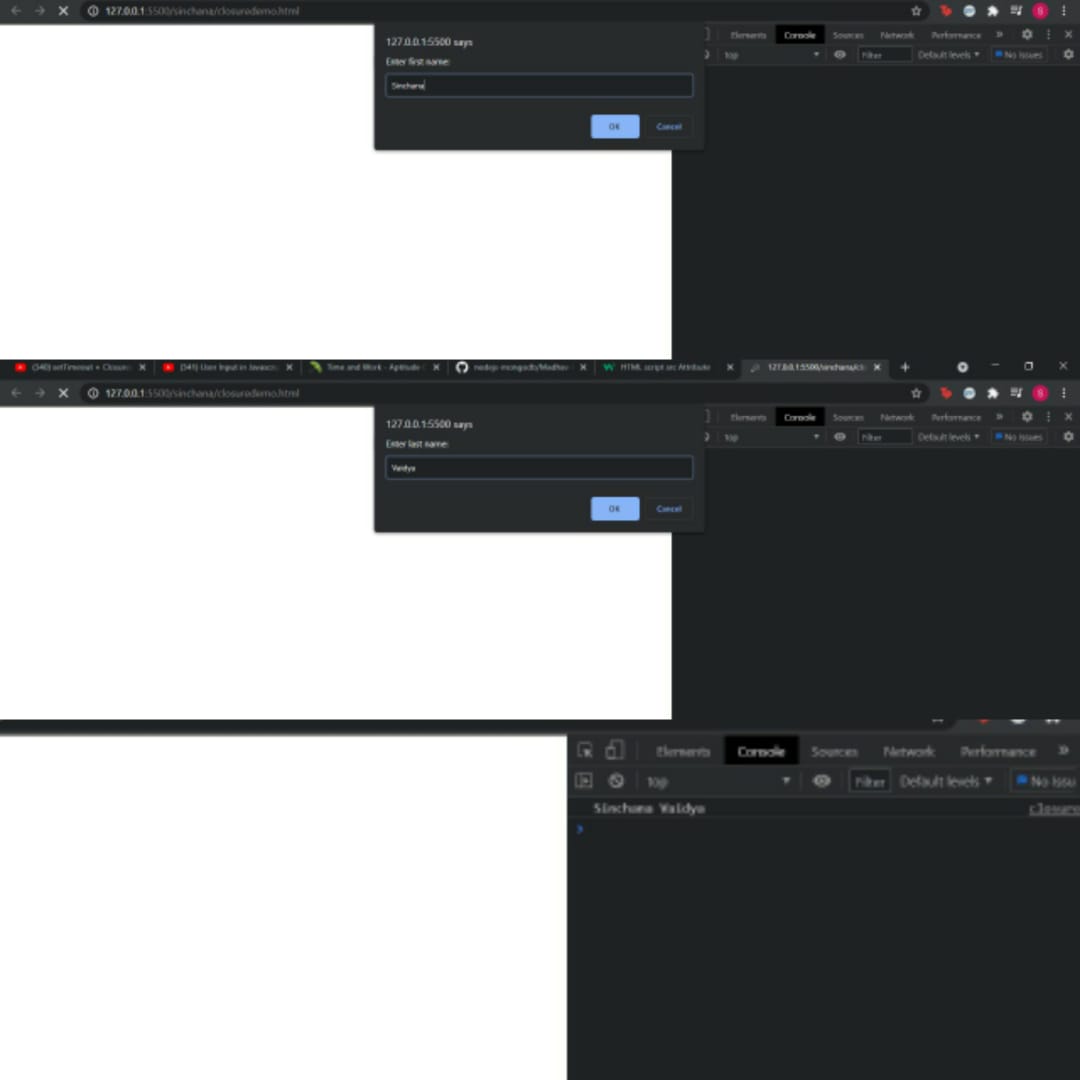 127.0.0.1:5500/sinchana/closuredemo.html
127.0.0.1:5500 says
Enter first name:
Sinchana
OK Cancel
Elements Console Sources Network Performance »
top Filter Default levels No Issues
(340) setTimeout + Closure (341) User Input in Javascri Time and Work - Aptitude nodejs-mongodb/Madhav HTML script src Attribute 127.0.0.1:5500/sinchana/clo
127.0.0.1:5500/sinchana/closuredemo.html
127.0.0.1:5500 says
Enter last name:
Vaidya
OK Cancel
Elements Console Sources Network Performance »
top Filter Default levels No Issues
Elements Console Sources Network Performance »
top Filter Default levels No Issu
Sinchana Vaidya closure